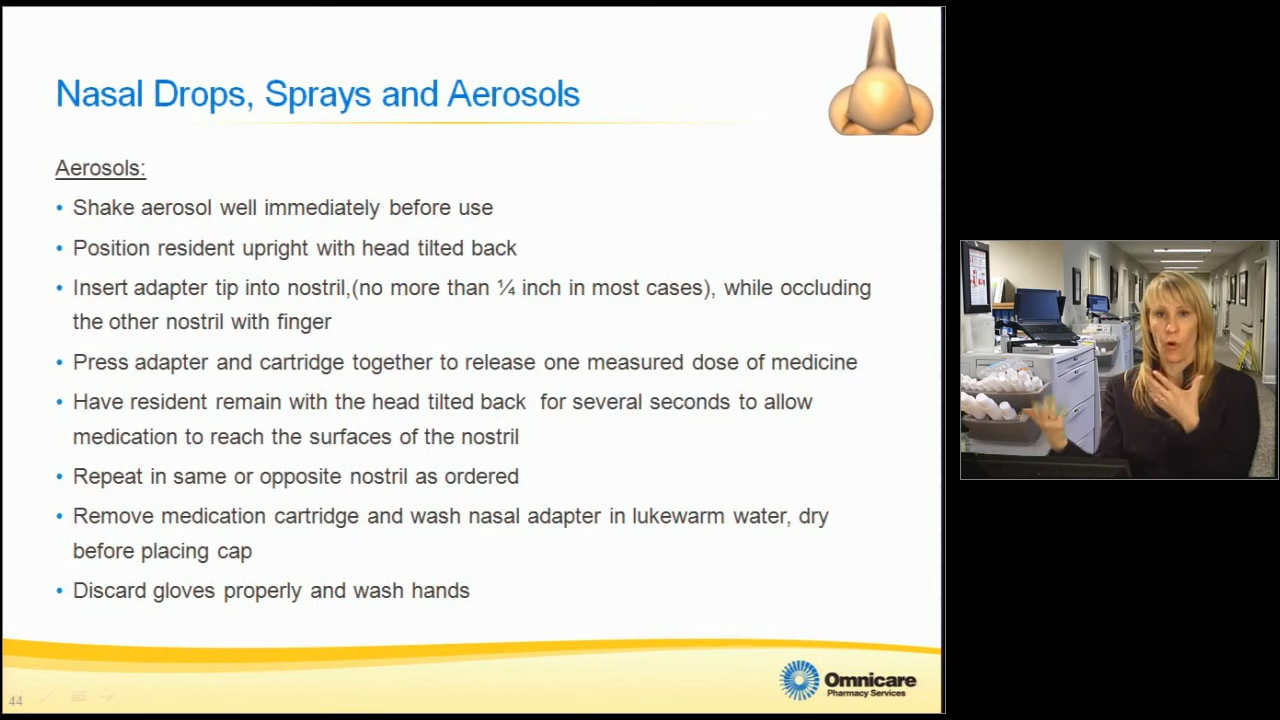 Nasal Drops, Sprays and Aerosols
Aerosols:
• Shake aerosol well immediately before use
• Position resident upright with head tilted back
• Insert adapter tip into nostril,(no more than ¼ inch in most cases), while occluding
the other nostril with finger
• Press adapter and cartridge together to release one measured dose of medicine
• Have resident remain with the head tilted back  for several seconds to allow
medication to reach the surfaces of the nostril
• Repeat in same or opposite nostril as ordered
• Remove medication cartridge and wash nasal adapter in lukewarm water, dry
before placing cap
• Discard gloves properly and wash hands
44
Omnicare
Pharmacy Services